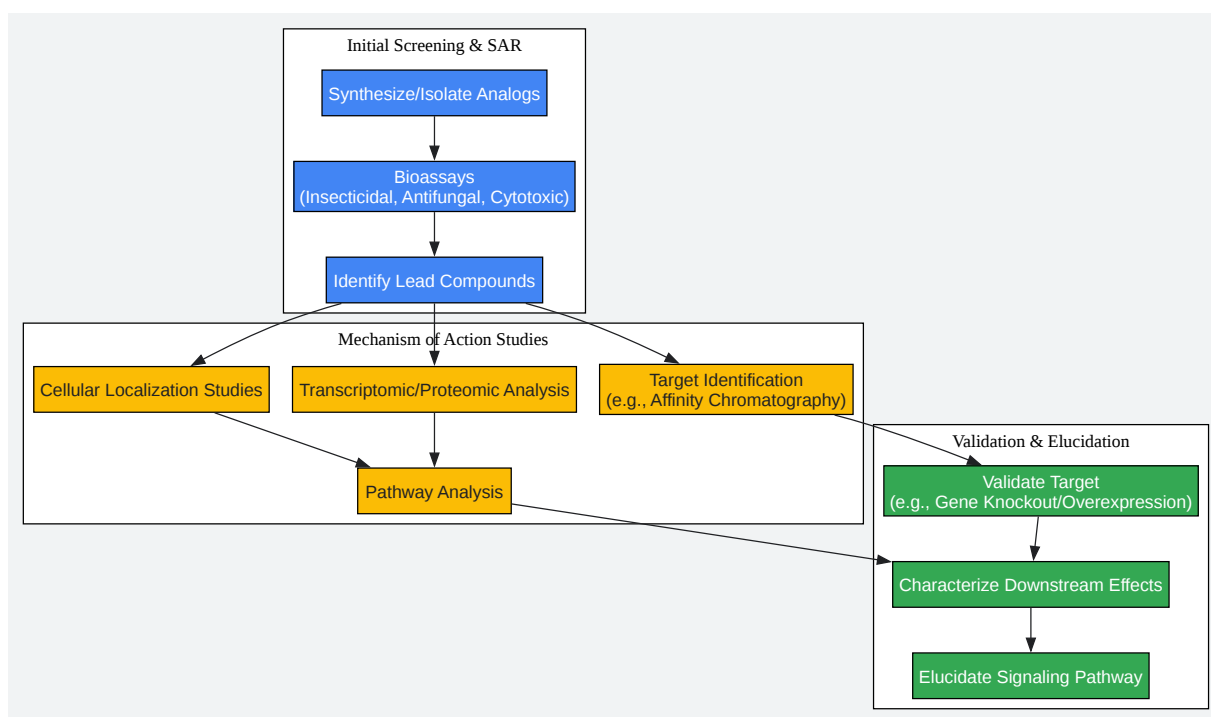 Initial Screening & SAR
Synthesize/Isolate Analogs
Bioassays
(Insecticidal, Antifungal, Cytotoxic)
Identify Lead Compounds
Mechanism of Action Studies
Cellular Localization Studies
Transcriptomic/Proteomic Analysis
Target Identification
(e.g., Affinity Chromatography)
Pathway Analysis
Validation & Elucidation
Validate Target
(e.g., Gene Knockout/Overexpression)
Characterize Downstream Effects
Elucidate Signaling Pathway